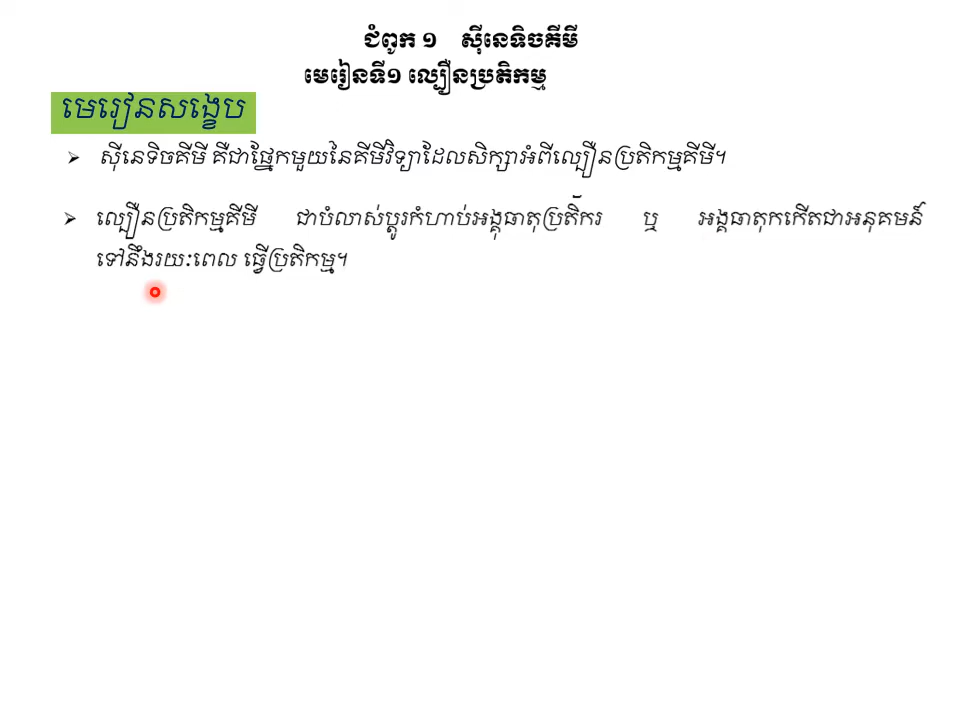 ជំពូក ១ ស៊ីនេទិចគីមី
មេរៀនទី១ ល្បឿនប្រតិកម្ម
មេរៀនសង្ខេប
➢ ស៊ីនេទិចគីមី គឺជាផ្នែកមួយនៃគីមីវិទ្យាដែលសិក្សាអំពីល្បឿនប្រតិកម្មគីមី។
➢ ល្បឿនប្រតិកម្មគីមី ជាបំលាស់ប្តូរកំហាប់អង្គធាតុប្រតិករ ឬ អង្គធាតុកកើតជាអនុគមន៍
ទៅនឹងរយៈពេល ធ្វើប្រតិកម្ម។